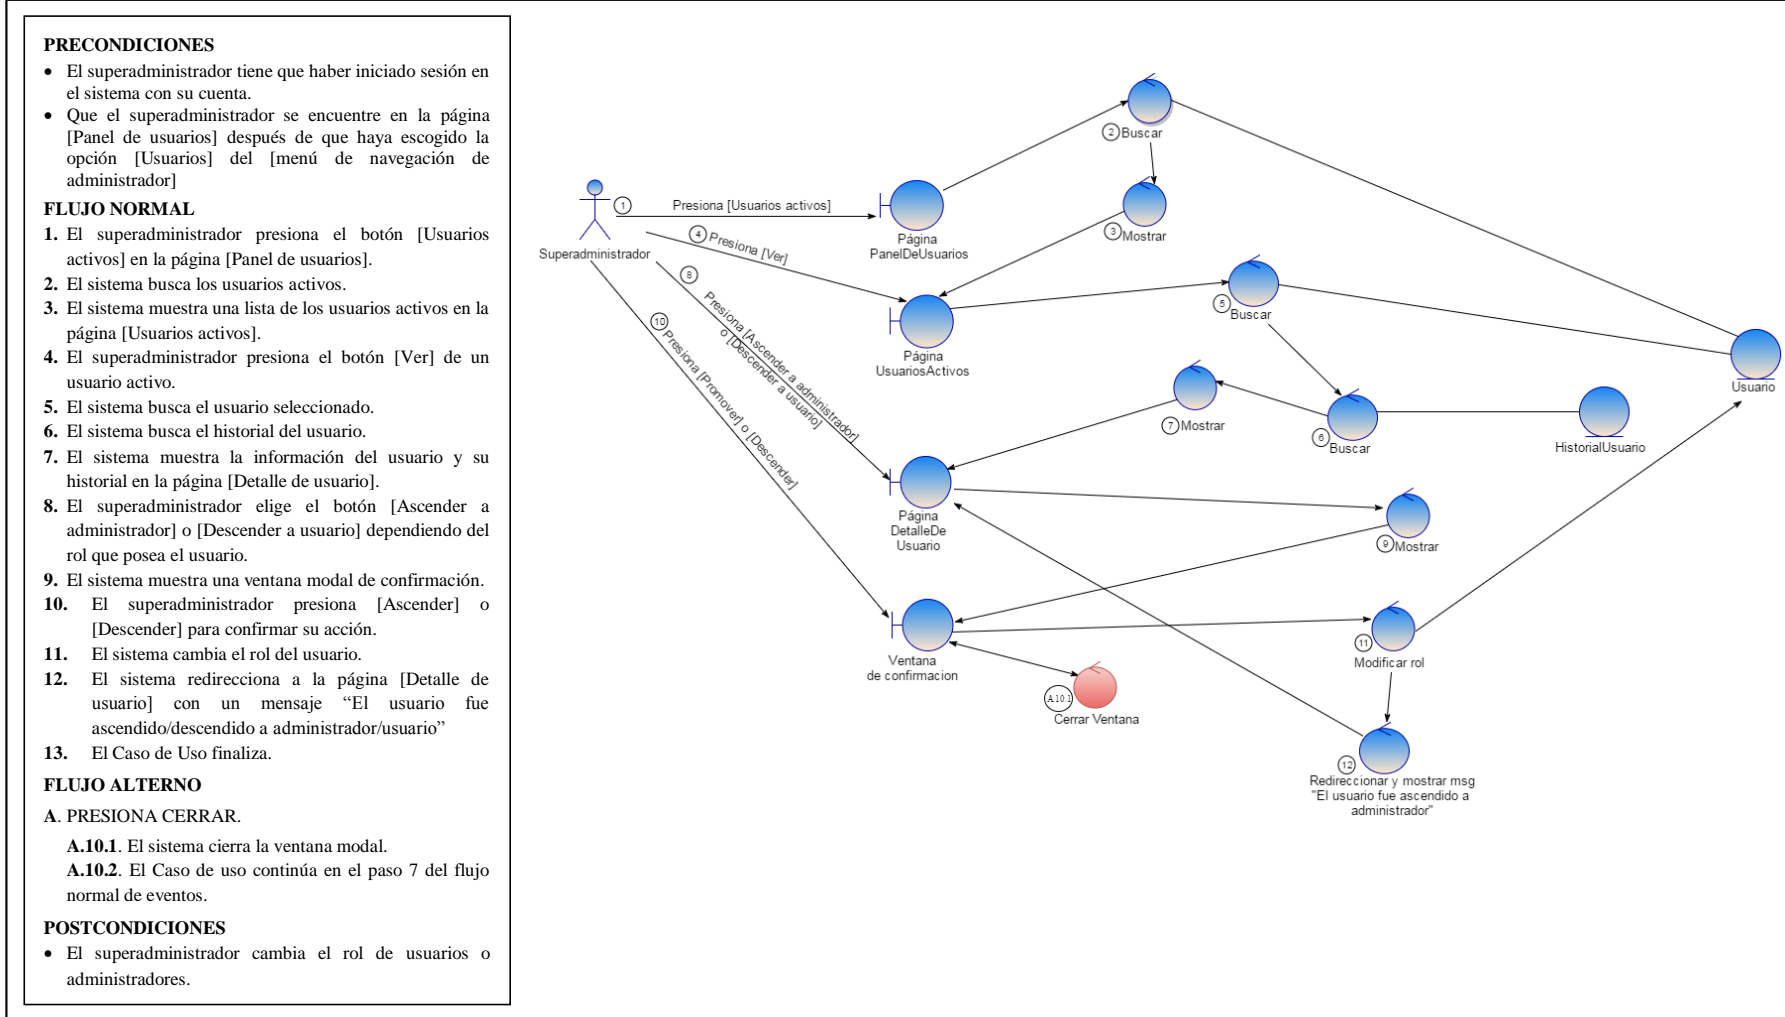 PRECONDICIONES
• El superadministrador tiene que haber iniciado sesión en
el sistema con su cuenta.
• Que el superadministrador se encuentre en la página
[Panel de usuarios] después de que haya escogido la
opción [Usuarios] del [menú de navegación de
administrador]
FLUJO NORMAL
1. El superadministrador presiona el botón [Usuarios
activos] en la página [Panel de usuarios].
2. El sistema busca los usuarios activos.
3. El sistema muestra una lista de los usuarios activos en la
página [Usuarios activos].
4. El superadministrador presiona el botón [Ver] de un
usuario activo.
5. El sistema busca el usuario seleccionado.
6. El sistema busca el historial del usuario.
7. El sistema muestra la información del usuario y su
historial en la página [Detalle de usuario].
8. El superadministrador elige el botón [Ascender a
administrador] o [Descender a usuario] dependiendo del
rol que posea el usuario.
9. El sistema muestra una ventana modal de confirmación.
10. El superadministrador presiona [Ascender] o
[Descender] para confirmar su acción.
11. El sistema cambia el rol del usuario.
12. El sistema redirecciona a la página [Detalle de
usuario] con un mensaje “El usuario fue
ascendido/descendido a administrador/usuario”
13. El Caso de Uso finaliza.
FLUJO ALTERNO
A. PRESIONA CERRAR.
A.10.1. El sistema cierra la ventana modal.
A.10.2. El Caso de uso continúa en el paso 7 del flujo
normal de eventos.
POSTCONDICIONES
• El superadministrador cambia el rol de usuarios o
administradores.
Superadministrador
1
Presiona [Usuarios activos]
4 Presiona [Ver]
8
Presiona [Ascender a administrador]
o [Descender a usuario]
10
Presiona [Promover] o [Descender]
Página
PanelDeUsuarios
2 Buscar
3 Mostrar
Página
UsuariosActivos
5
Buscar
Usuario
7 Mostrar
6
Buscar
HistorialUsuario
Página
DetalleDe
Usuario
9 Mostrar
Ventana
de confirmacion
A.10.1
Cerrar Ventana
11
Modificar rol
12
Redireccionar y mostrar msg
"El usuario fue ascendido a
administrador"